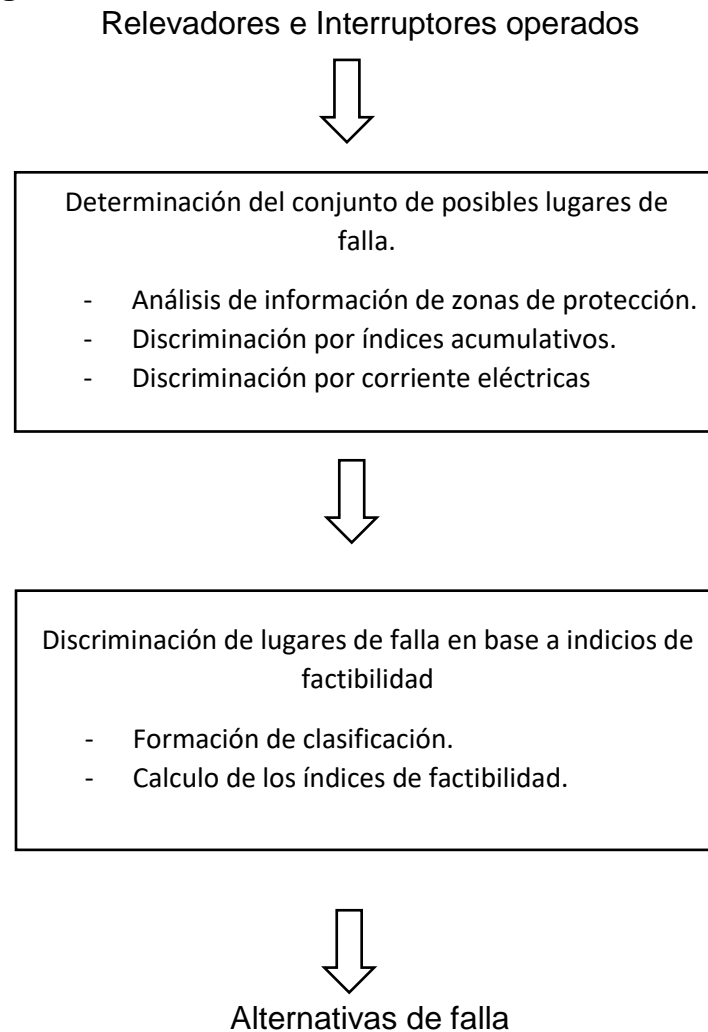 Relevadores e Interruptores operados
Determinación del conjunto de posibles lugares de
falla.
- Análisis de información de zonas de protección.
- Discriminación por índices acumulativos.
- Discriminación por corriente eléctricas
Discriminación de lugares de falla en base a indicios de
factibilidad
- Formación de clasificación.
- Calculo de los índices de factibilidad.
Alternativas de falla